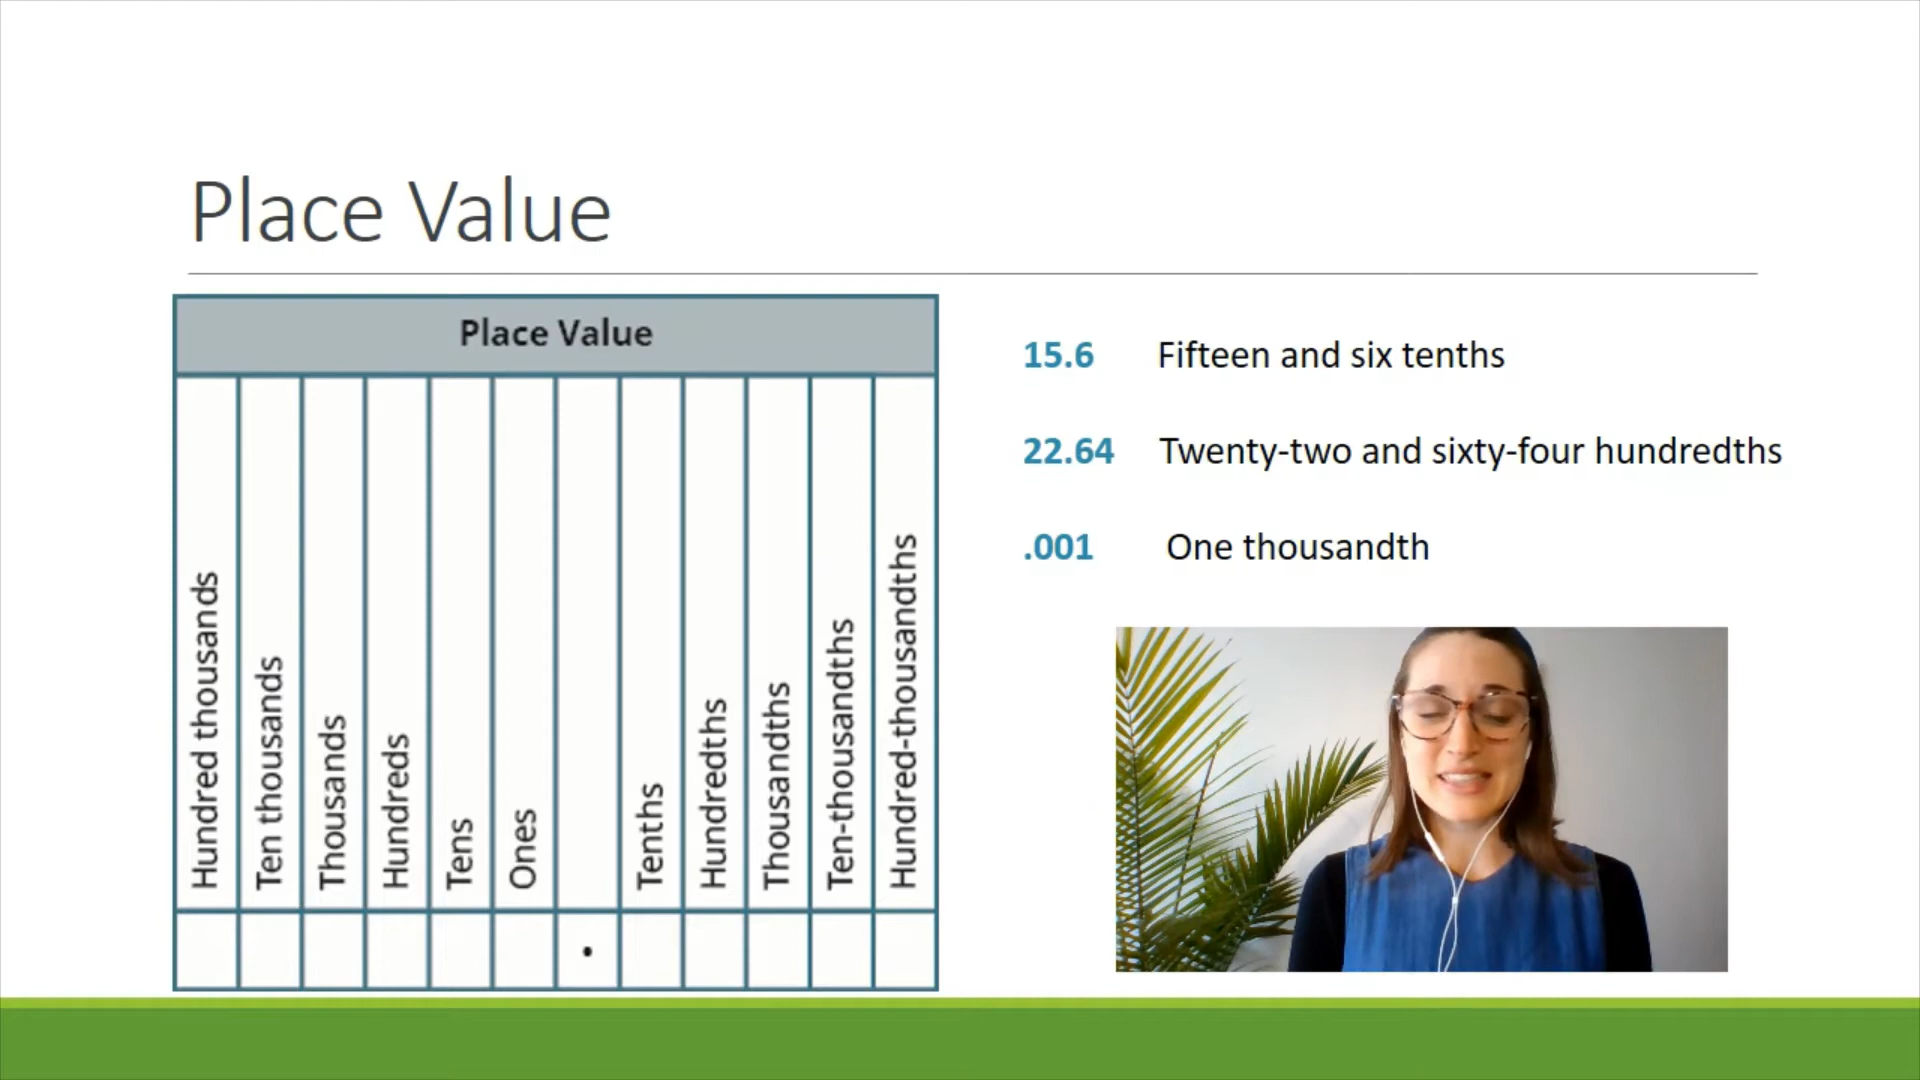 Place Value
Place Value
Hundred thousands
Ten thousands
Thousands
Hundreds
Tens
Ones
Tenths
Hundredths
Thousandths
Ten-thousandths
Hundred-thousandths
.
15.6 Fifteen and six tenths
22.64 Twenty-two and sixty-four hundredths
.001 One thousandth